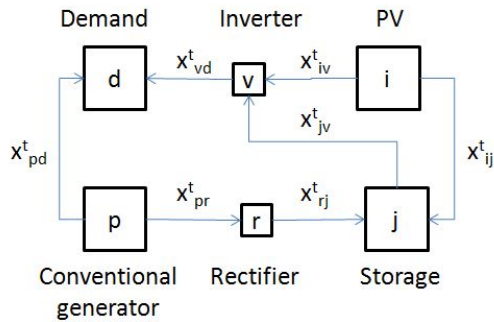 Demand
Inverter
PV
d
x^t_vd
v
x^t_iv
i
x^t_jv
x^t_pd
x^t_ij
p
x^t_pr
r
x^t_rj
j
Conventional
generator
Rectifier
Storage